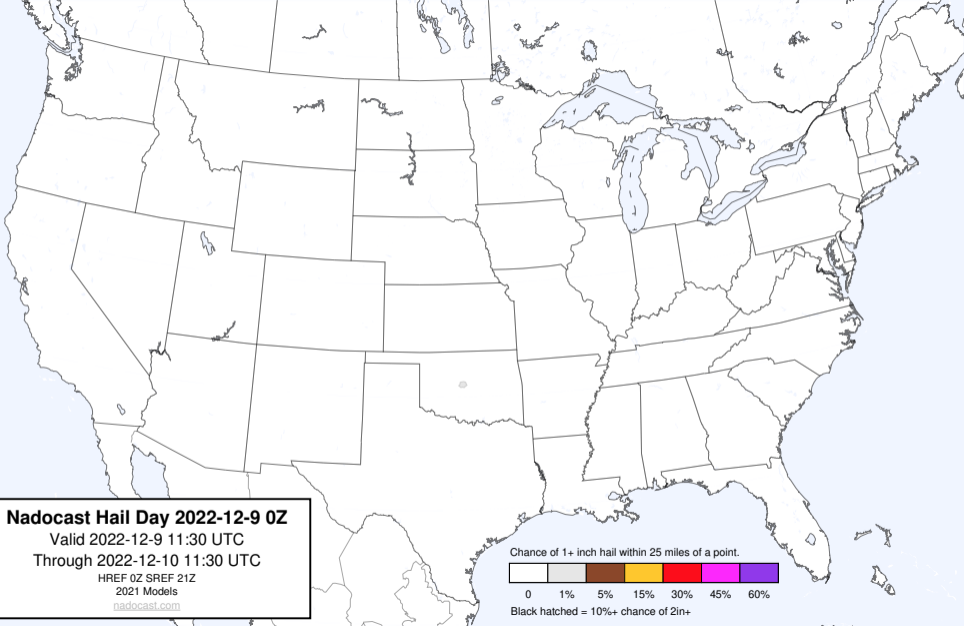 Nadocast Hail Day 2022-12-9 0Z
Valid 2022-12-9 11:30 UTC
Through 2022-12-10 11:30 UTC
HREF 0Z SREF 21Z
2021 Models
nadocast.com
Chance of 1+ inch hail within 25 miles of a point.
0 1% 5% 15% 30% 45% 60%
Black hatched = 10%+ chance of 2in+